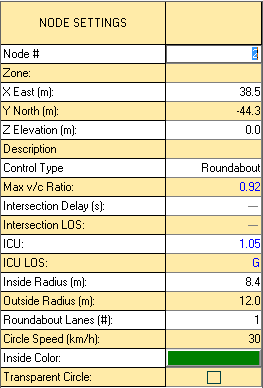 NODE SETTINGS
Node #
Zone:
X East (m): 38.5
Y North (m): -44.3
Z Elevation (m): 0.0
Description
Control Type Roundabout
Max v/c Ratio: 0.92
Intersection Delay (s): —
Intersection LOS: —
ICU: 1.05
ICU LOS: G
Inside Radius (m): 8.4
Outside Radius (m): 12.0
Roundabout Lanes (#): 1
Circle Speed (km/h): 30
Inside Color:
Transparent Circle: